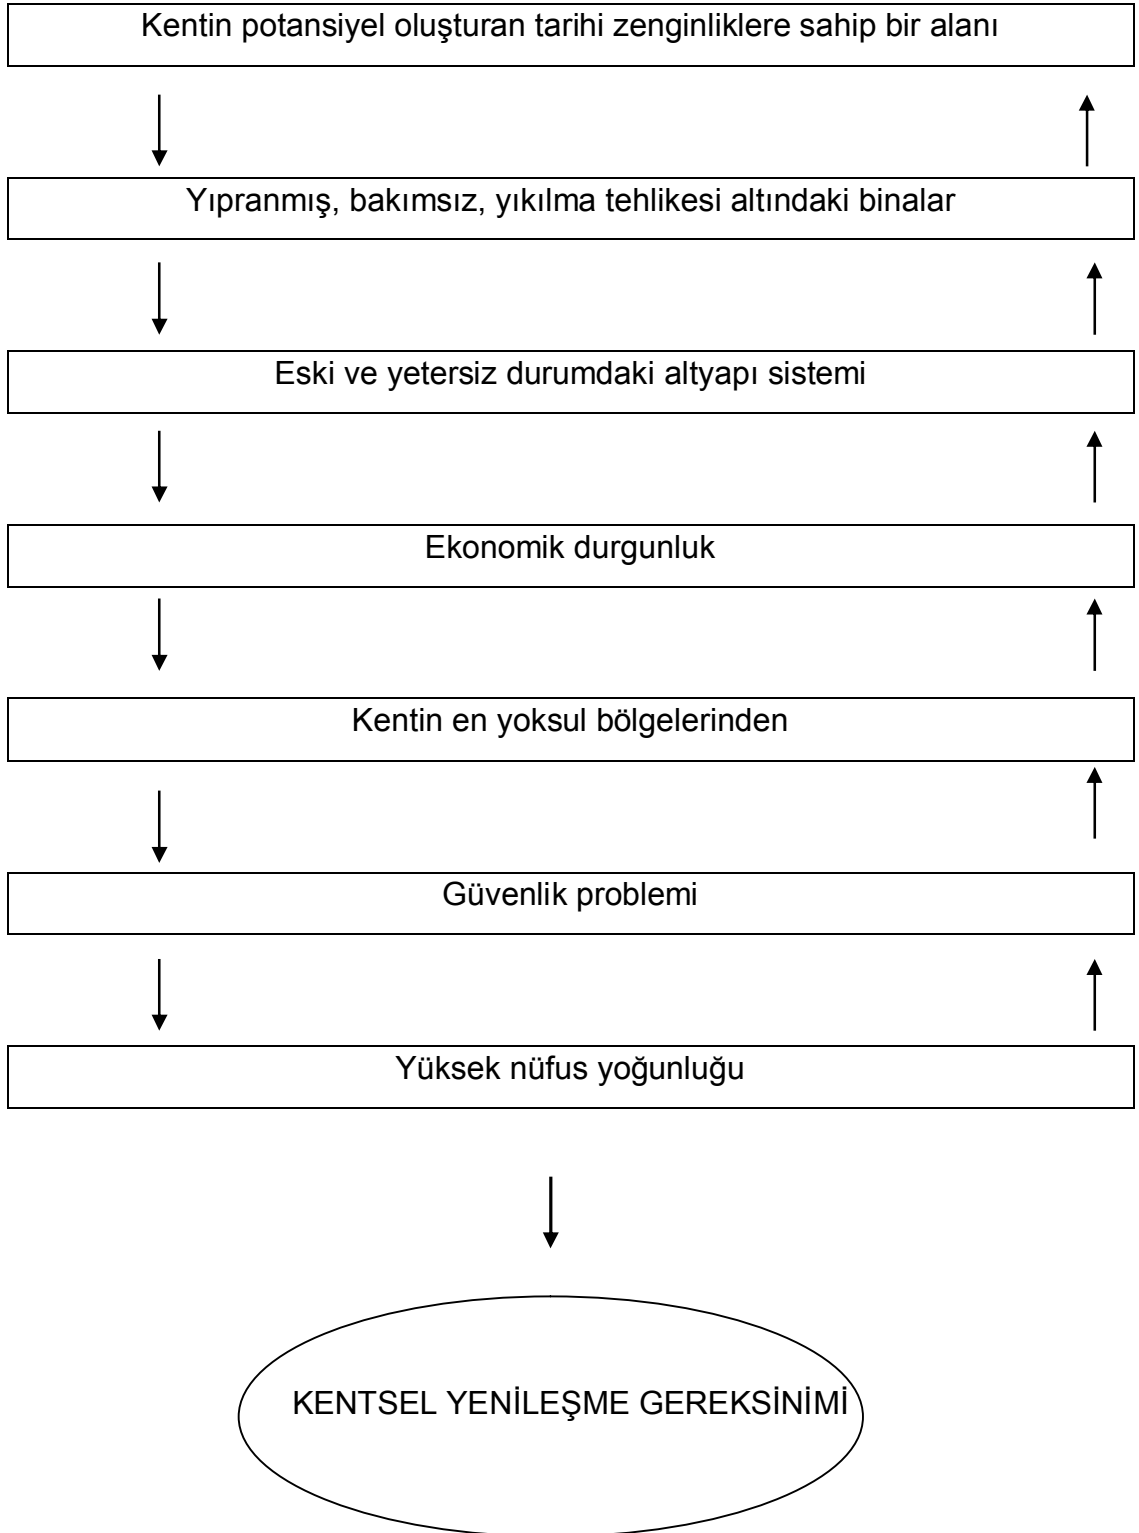 Kentin potansiyel oluşturan tarihi zenginliklere sahip bir alanı
Yıpranmış, bakımsız, yıkılma tehlikesi altındaki binalar
Eski ve yetersiz durumdaki altyapı sistemi
Ekonomik durgunluk
Kentin en yoksul bölgelerinden
Güvenlik problemi
Yüksek nüfus yoğunluğu
KENTSEL YENİLEŞME GEREKSİNİMİ